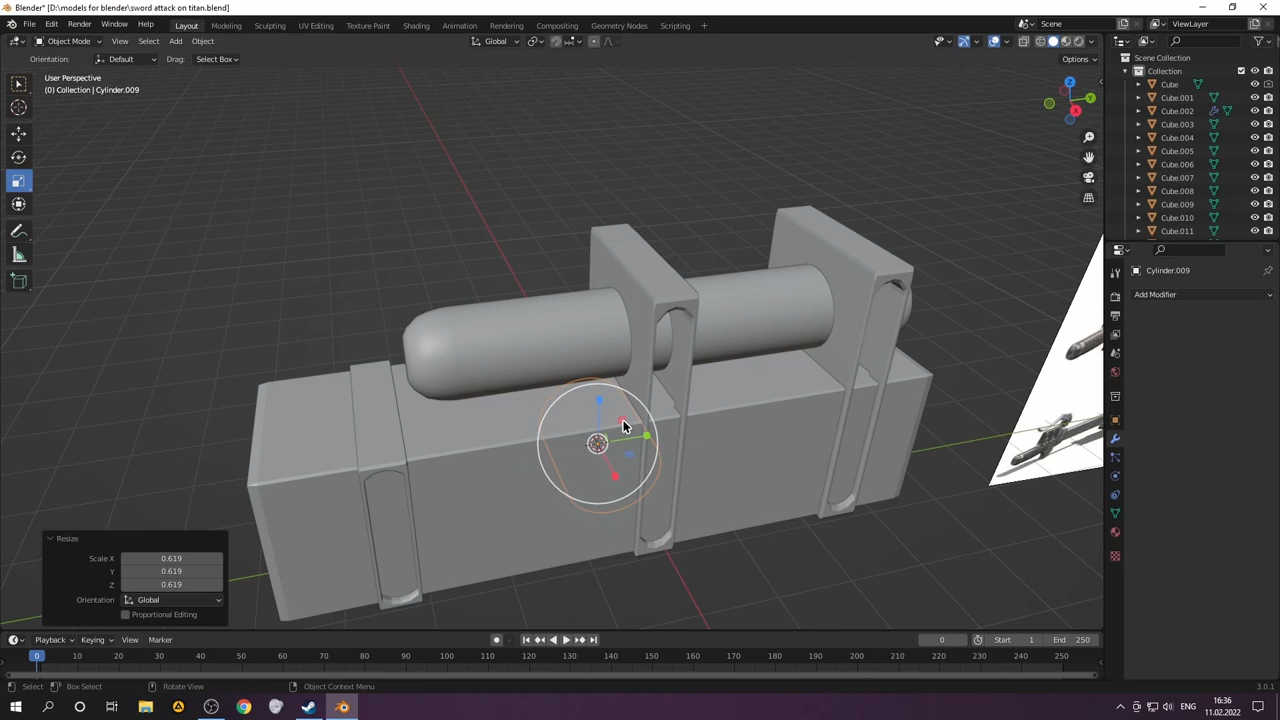 Blender* [D:\models for blender\sword attack on titan.blend]
File Edit Render Window Help Layout Modeling Sculpting UV Editing Texture Paint Shading Animation Rendering Compositing Geometry Nodes Scripting + Scene ViewLayer
Object Mode View Select Add Object Global
Orientation: Default Drag: Select Box Options
User Perspective
(0) Collection | Cylinder.009
Z
Y
X
Scene Collection
Collection
Cube
Cube.001
Cube.002
Cube.003
Cube.004
Cube.005
Cube.006
Cube.007
Cube.008
Cube.009
Cube.010
Cube.011
Cylinder.009
Add Modifier
Resize
Scale X 0.619
Y 0.619
Z 0.619
Orientation Global
Proportional Editing
Playback Keying View Marker 0 Start 1 End 250
0 10 20 30 40 50 60 70 80 90 100 110 120 130 140 150 160 170 180 190 200 210 220 230 240 250
Select Box Select Rotate View Object Context Menu 3.0.1
ENG 16:36
11.02.2022